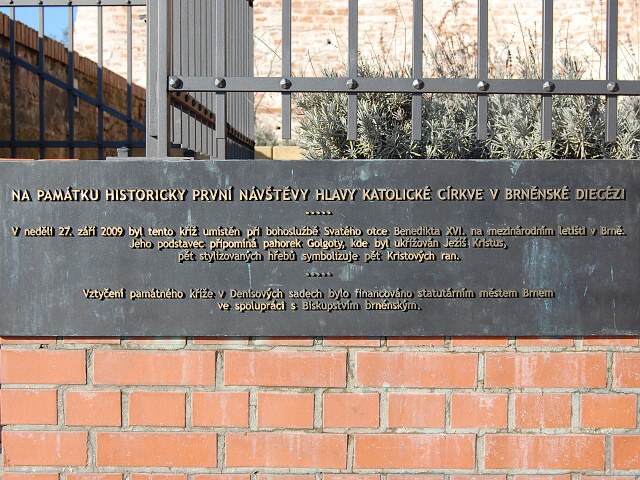 NA PAMÁTKU HISTORICKY PRVNÍ NÁVŠTĚVY HLAVY KATOLICKÉ CÍRKVE V BRNĚNSKÉ DIECÉZI
V neděli 27. září 2009 byl tento kříž umístěn při bohoslužbě Svatého otce Benedikta XVI. na mezinárodním letišti v Brně.
Jeho podstavec připomíná pahorek Golgoty, kde byl ukřižován Ježíš Kristus,
pět stylizovaných hřebů symbolizuje pět Kristových ran.
Vztyčení památného kříže v Denisových sadech bylo financováno statutárním městem Brnem
ve spolupráci s Biskupstvím brněnským.